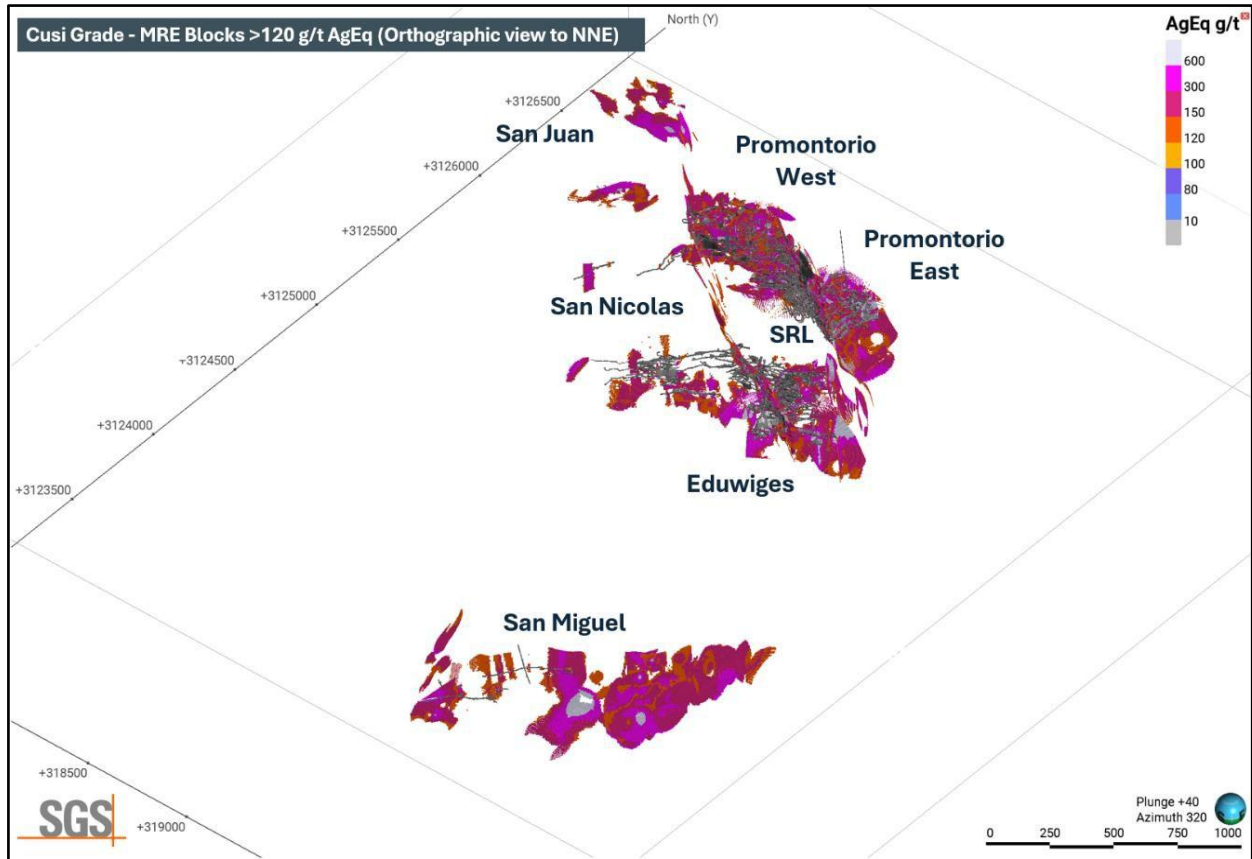 Cusi Grade - MRE Blocks >120 g/t AgEq (Orthographic view to NNE)
North (Y)
AgEq g/t
600
300
150
120
100
80
10
+3126500
+3126000
+3125500
+3125000
+3124500
+3124000
+3123500
San Juan
Promontorio
West
Promontorio
East
San Nicolas
SRL
Eduwiges
San Miguel
+318500
+319000
SGS
Plunge +40
Azimuth 320
0 250 500 750 1000